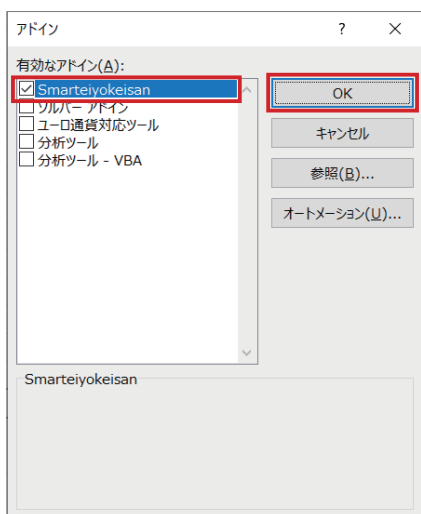 アドイン ? ×
有効なアドイン(A):
Smarteiyokeisan
ソルバー アドイン
ユーロ通貨対応ツール
分析ツール
分析ツール - VBA
OK
キャンセル
参照(B)...
オートメーション(U)...
Smarteiyokeisan